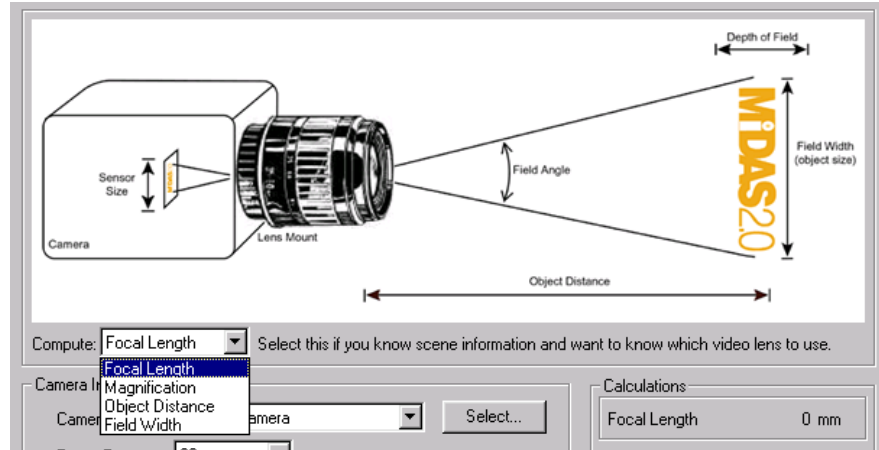 Depth of Field
MiDAS2.0
Field Width
(object size)
Field Angle
Sensor
Size
Lens Mount
Camera
Object Distance
Compute: Focal Length Select this if you know scene information and want to know which video lens to use.
Focal Length
Magnification
Object Distance
Field Width
Calculations
Select...
Focal Length 0 mm